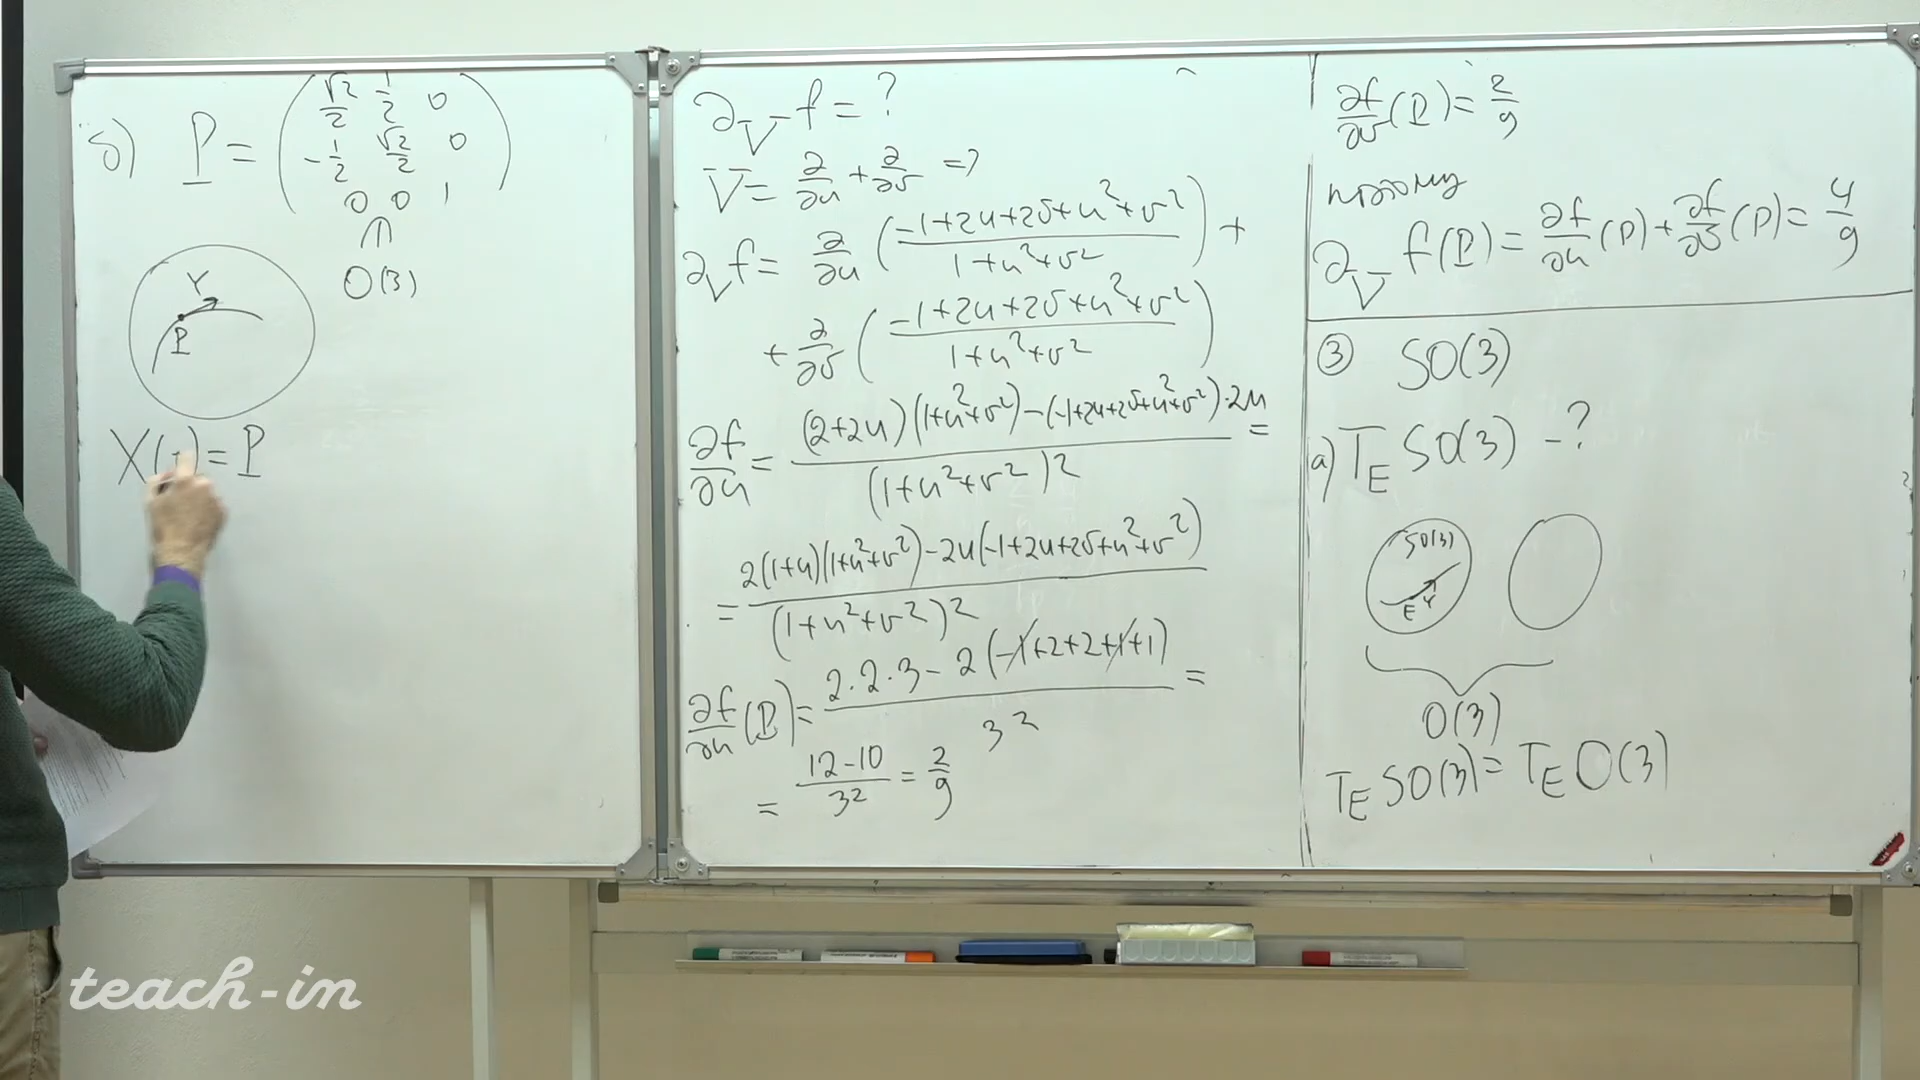 δ) P = ( √2/2 1/2 0
-1/2 √2/2 0
0 0 1 )
∩
O(3)
Y
P
X( )= P
∂_V f = ?
V = ∂/∂u + ∂/∂v =>
∂_V f = ∂/∂u ( (-1+2u+2v+u²+v²) / (1+u²+v²) ) +
+ ∂/∂v ( (-1+2u+2v+u²+v²) / (1+u²+v²) )
∂f/∂u = ( (2+2u)(1+u²+v²)-(-1+2u+2v+u²+v²)·2u ) / (1+u²+v²)² =
= ( 2(1+u)(1+u²+v²)-2u(-1+2u+2v+u²+v²) ) / (1+u²+v²)²
∂f/∂u (P) = ( 2·2·3-2(-1+2+2+1+1) ) / 3² =
= (12-10)/3² = 2/9
∂f/∂v (P) = 2/9
поэтому
∂_V f(P) = ∂f/∂u (P) + ∂f/∂v (P) = 4/9
③ SO(3)
a) T_E SO(3) -?
SO(3)
E Y
O(3)
T_E SO(3) = T_E O(3)
teach-in